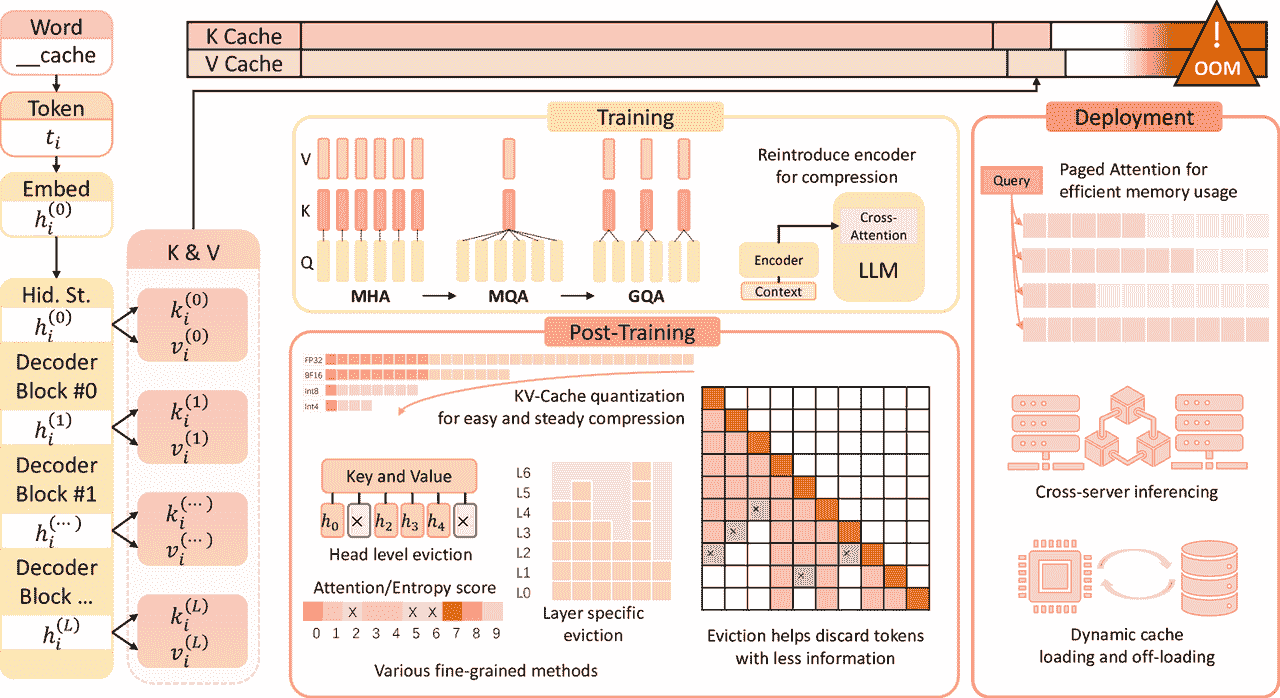 Word
__cache
Token
t_i
Embed
h_i^(0)
Hid. St.
h_i^(0)
Decoder
Block #0
h_i^(1)
Decoder
Block #1
h_i^(⋯)
Decoder
Block ...
h_i^(L)
K & V
k_i^(0)
v_i^(0)
k_i^(1)
v_i^(1)
k_i^(⋯)
v_i^(⋯)
k_i^(L)
v_i^(L)
K Cache
V Cache
!
OOM
Training
V
K
Q
MHA
MQA
GQA
Reintroduce encoder
for compression
Cross-
Attention
LLM
Encoder
Context
Post-Training
FP32
BF16
Int8
Int4
KV-Cache quantization
for easy and steady compression
Key and Value
h_0 × h_2 h_3 h_4 ×
Head level eviction
Attention/Entropy score
X X X
0 1 2 3 4 5 6 7 8 9
L6
L5
L4
L3
L2
L1
L0
Layer specific
eviction
Various fine-grained methods
×
×
× ×
×
Eviction helps discard tokens
with less information
Deployment
Query
Paged Attention for
efficient memory usage
Cross-server inferencing
Dynamic cache
loading and off-loading